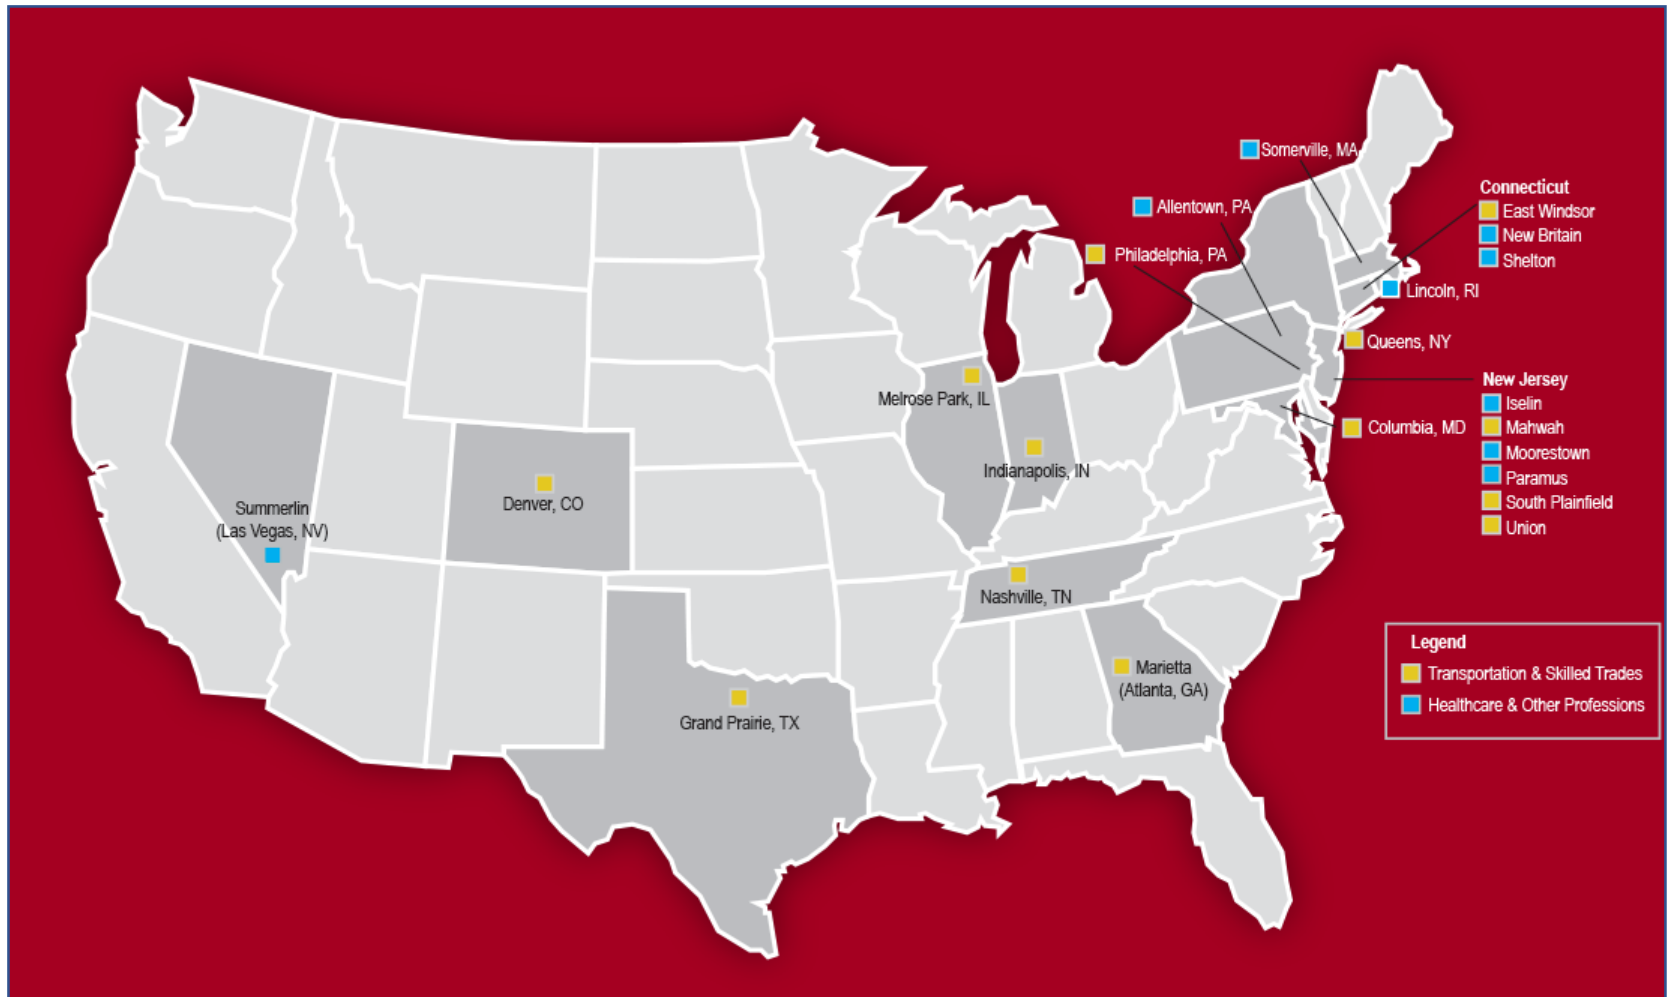 Somerville, MA
Allentown, PA
Philadelphia, PA
Connecticut
East Windsor
New Britain
Shelton
Lincoln, RI
Queens, NY
New Jersey
Iselin
Mahwah
Moorestown
Paramus
South Plainfield
Union
Columbia, MD
Melrose Park, IL
Indianapolis, IN
Denver, CO
Summerlin
(Las Vegas, NV)
Nashville, TN
Marietta
(Atlanta, GA)
Grand Prairie, TX
Legend
Transportation & Skilled Trades
Healthcare & Other Professions